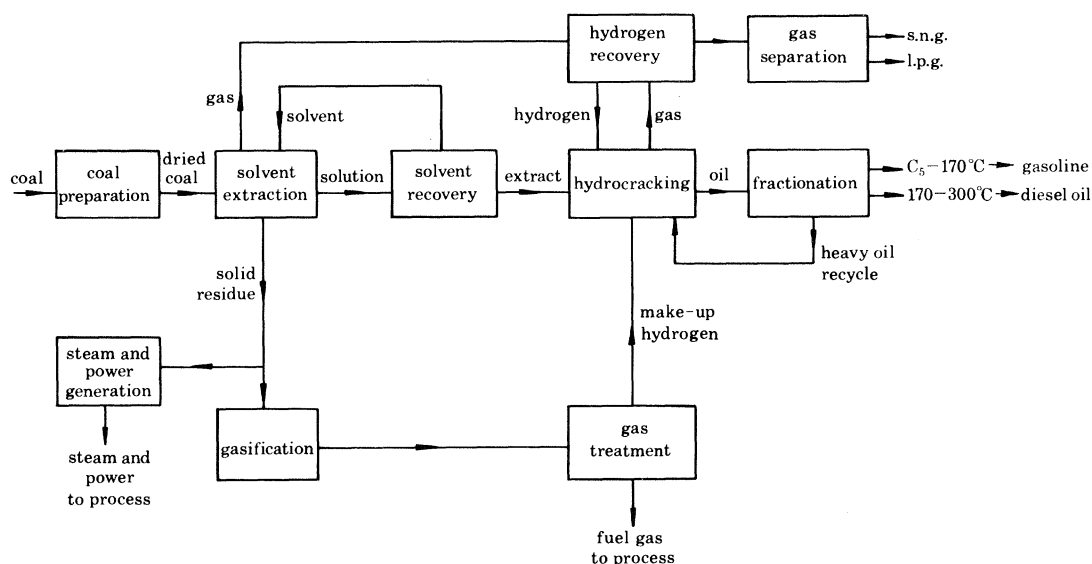 hydrogen
recovery
gas
separation
s.n.g.
l.p.g.
gas
solvent
hydrogen
gas
coal
coal
preparation
dried
coal
solvent
extraction
solution
solvent
recovery
extract
hydrocracking
oil
fractionation
C₅–170°C
gasoline
170–300°C
diesel oil
heavy oil
recycle
solid
residue
make-up
hydrogen
steam and
power
generation
gasification
gas
treatment
steam and
power
to process
fuel gas
to process